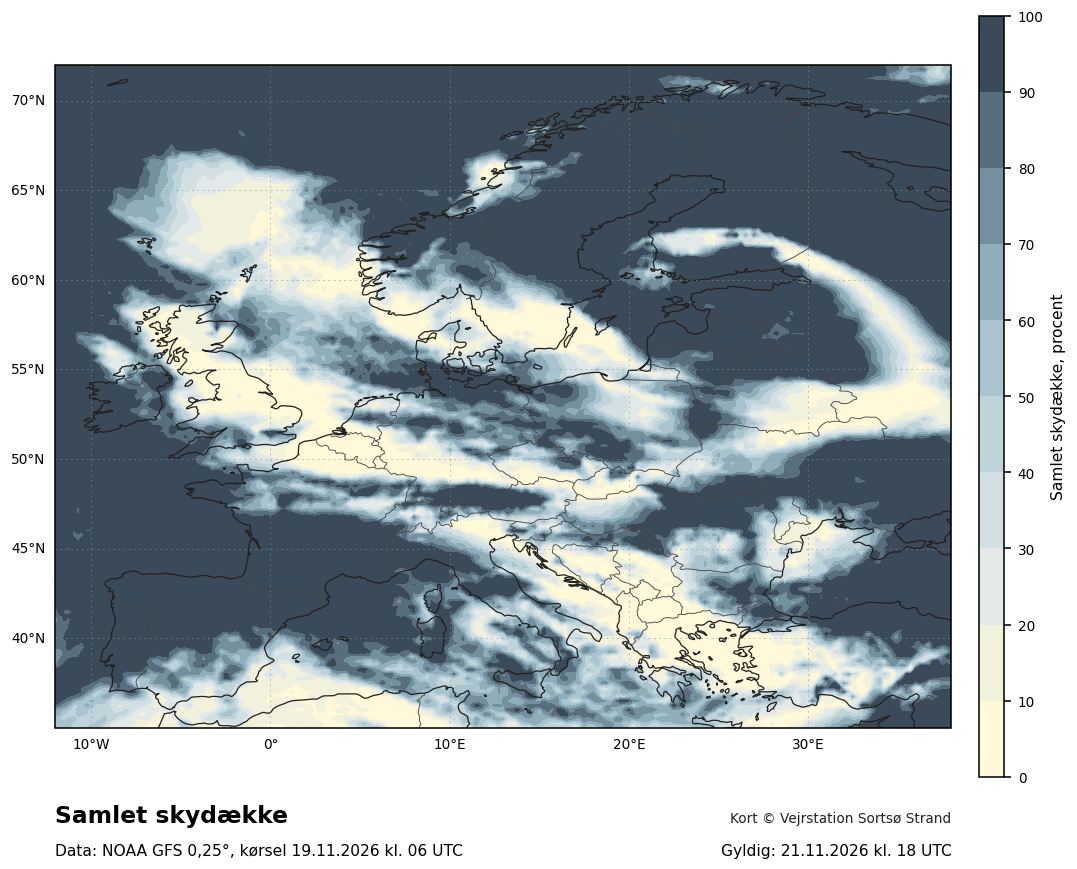 100
90
80
70
60
50
40
30
20
10
0
Samlet skydække, procent
70°N
65°N
60°N
55°N
50°N
45°N
40°N
10°W
0°
10°E
20°E
30°E
Samlet skydække
Kort © Vejrstation Sortsø Strand
Data: NOAA GFS 0,25°, kørsel 19.11.2026 kl. 06 UTC
Gyldig: 21.11.2026 kl. 18 UTC